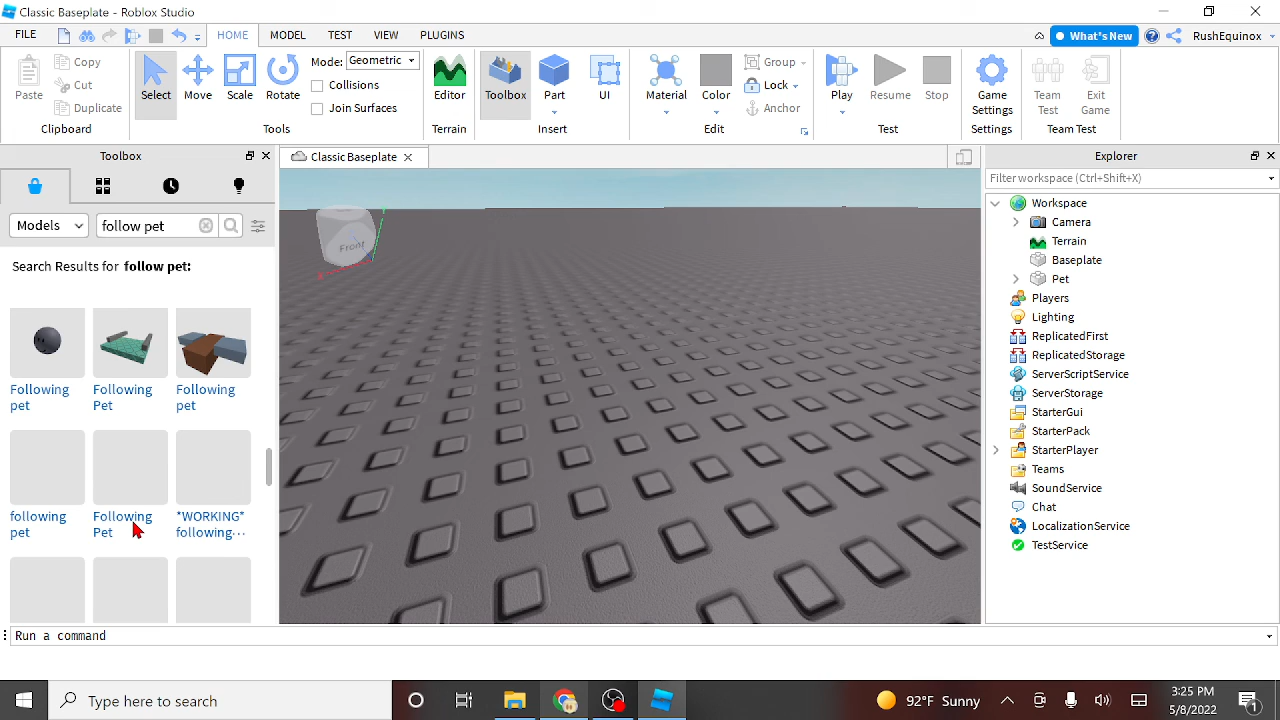 Classic Baseplate - Roblox Studio
FILE HOME MODEL TEST VIEW PLUGINS What's New RushEquinox
Paste Copy Cut Duplicate
Clipboard
Select Move Scale Rotate
Mode: Geometric
Collisions
Join Surfaces
Tools
Editor
Terrain
Toolbox Part UI
Insert
Material Color
Group
Lock
Anchor
Edit
Play Resume Stop
Test
Game Settings
Settings
Team Test
Exit Game
Team Test
Toolbox
Classic Baseplate
Explorer
Models
follow pet
Search Results for follow pet:
Following pet
Following Pet
Following pet
following pet
Following Pet
*WORKING* following...
Front
X
Filter workspace (Ctrl+Shift+X)
Workspace
Camera
Terrain
Baseplate
Pet
Players
Lighting
ReplicatedFirst
ReplicatedStorage
ServerScriptService
ServerStorage
StarterGui
StarterPack
StarterPlayer
Teams
SoundService
Chat
LocalizationService
TestService
Run a command
Type here to search
92°F Sunny
3:25 PM
5/8/2022
1